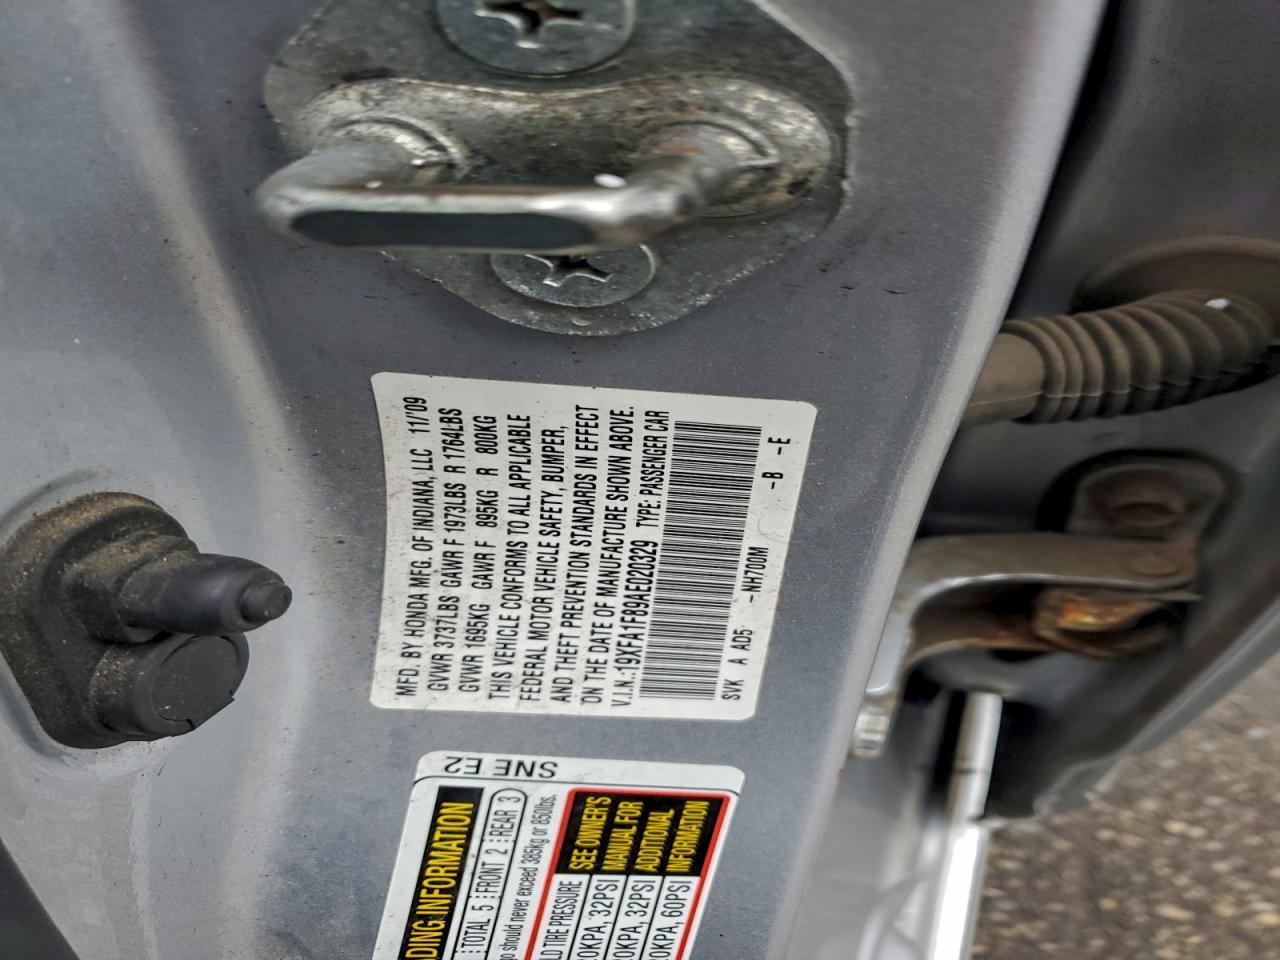 MFD. BY HONDA MFG. OF INDIANA, LLC 11/'09
GVWR 3737LBS GAWR F 1973LBS R 1764LBS
GVWR 1695KG GAWR F 895KG R 800KG
THIS VEHICLE CONFORMS TO ALL APPLICABLE
FEDERAL MOTOR VEHICLE SAFETY, BUMPER,
AND THEFT PREVENTION STANDARDS IN EFFECT
ON THE DATE OF MANUFACTURE SHOWN ABOVE.
V.I.N.:19XFA1F89AE020329 TYPE: PASSENGER CAR
SVK A AD5 -NH700M -B -E
SNE E2
INFORMATION
TOTAL 5 FRONT 2 REAR 3
should never exceed 385kg or 850lbs.
TIRE PRESSURE
SEE OWNER'S
MANUAL FOR
ADDITIONAL
INFORMATION
32PSI
32PSI
60PSI